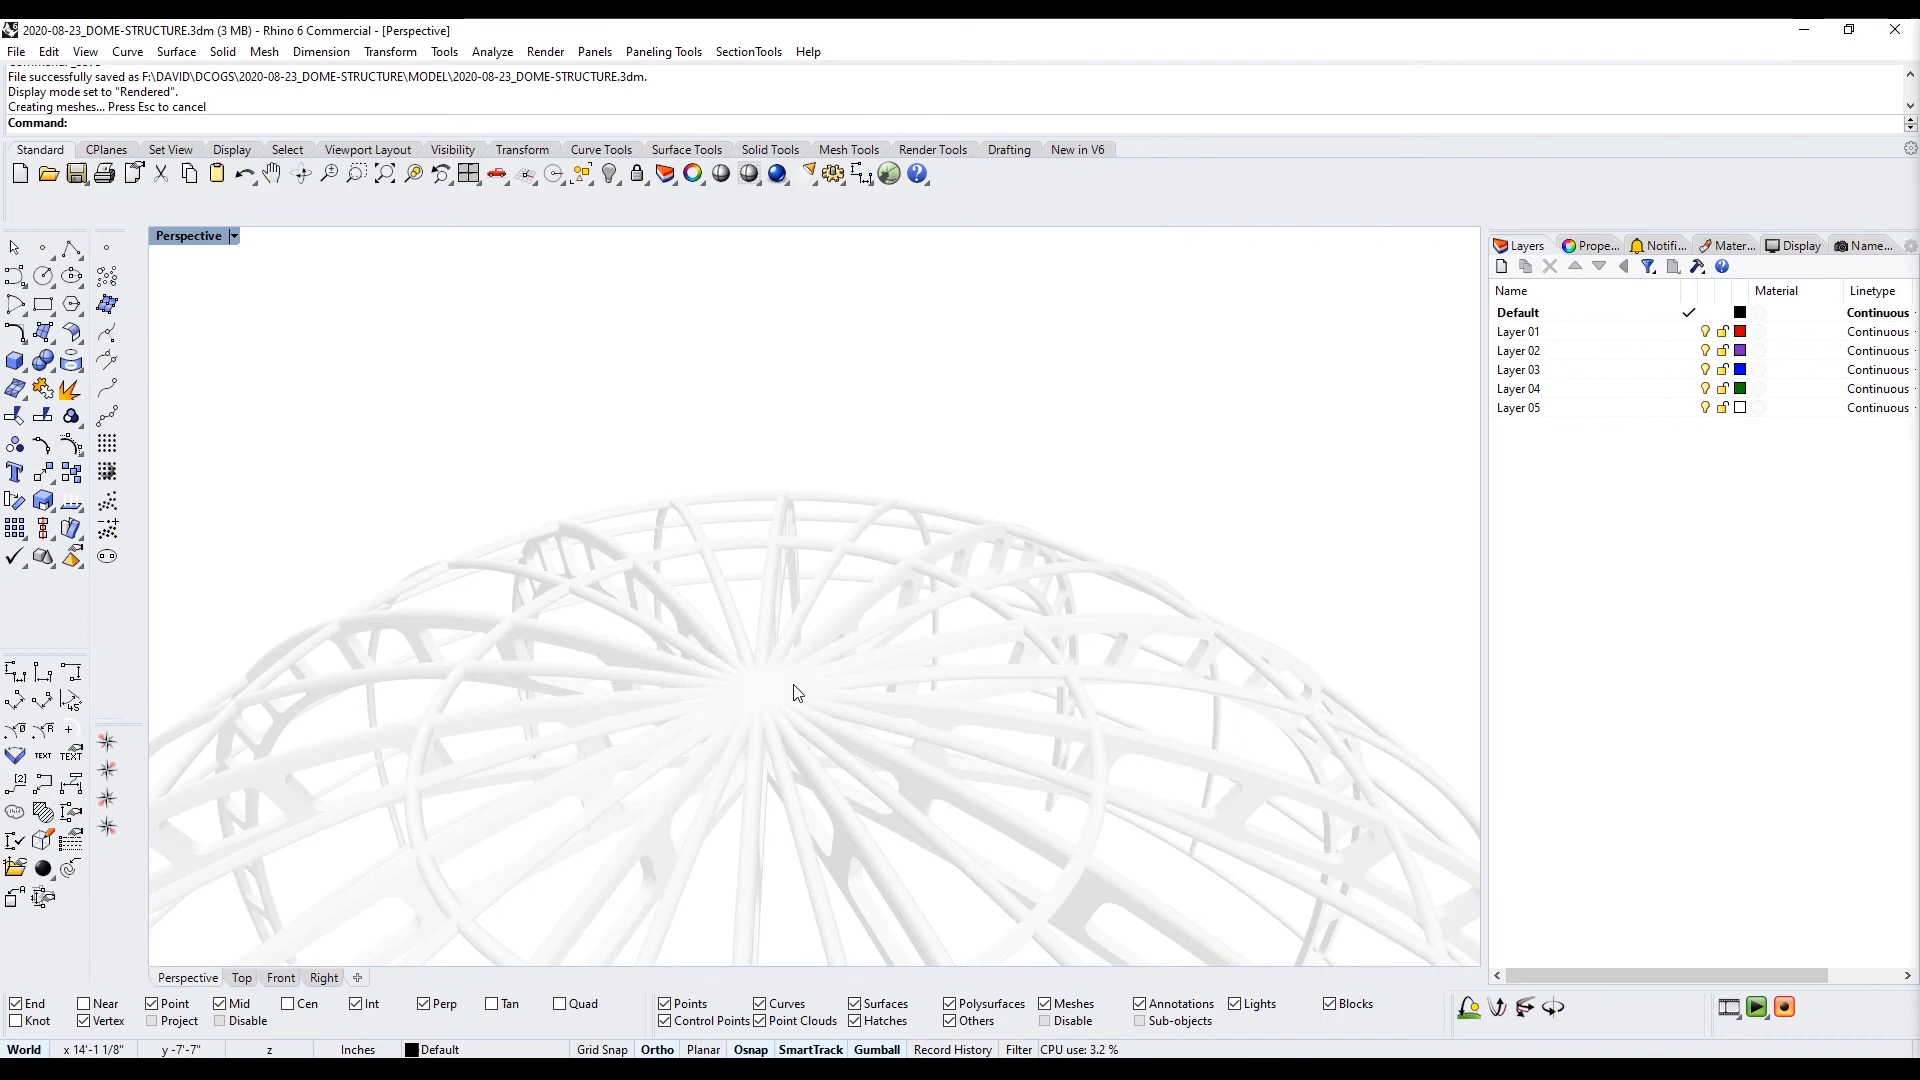 2020-08-23_DOME-STRUCTURE.3dm (3 MB) - Rhino 6 Commercial - [Perspective]
File Edit View Curve Surface Solid Mesh Dimension Transform Tools Analyze Render Panels Paneling Tools SectionTools Help
File successfully saved as F:\DAVID\DCOGS\2020-08-23_DOME-STRUCTURE\MODEL\2020-08-23_DOME-STRUCTURE.3dm.
Display mode set to "Rendered".
Creating meshes... Press Esc to cancel
Command:
Standard CPlanes Set View Display Select Viewport Layout Visibility Transform Curve Tools Surface Tools Solid Tools Mesh Tools Render Tools Drafting New in V6
Perspective
Layers Prope... Notifi... Mater... Display Name...
Name Material Linetype
Default Continuous
Layer 01 Continuous
Layer 02 Continuous
Layer 03 Continuous
Layer 04 Continuous
Layer 05 Continuous
TEXT TEXT
Perspective Top Front Right
End Near Point Mid Cen Int Perp Tan Quad Points Curves Surfaces Polysurfaces Meshes Annotations Lights Blocks
Knot Vertex Project Disable Control Points Point Clouds Hatches Others Disable Sub-objects
World x 14'-1 1/8" y -7'-7" z Inches Default Grid Snap Ortho Planar Osnap SmartTrack Gumball Record History Filter CPU use: 3.2 %